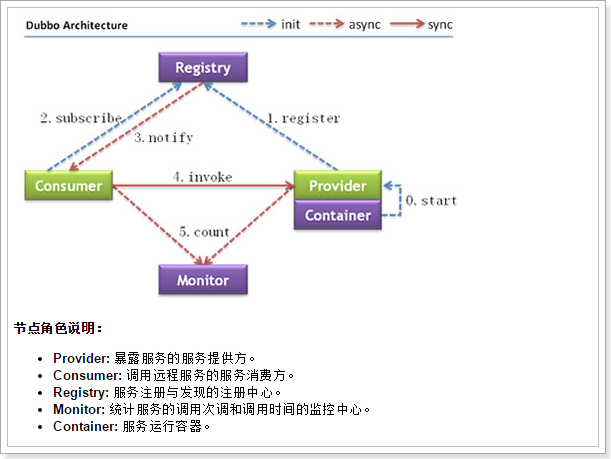 Dubbo Architecture
init
async
sync
Registry
2. subscribe
1. register
3. notify
Consumer
4. invoke
Provider
Container
0. start
5. count
Monitor
节点角色说明：
Provider: 暴露服务的服务提供方。
Consumer: 调用远程服务的服务消费方。
Registry: 服务注册与发现的注册中心。
Monitor: 统计服务的调用次调和调用时间的监控中心。
Container: 服务运行容器。